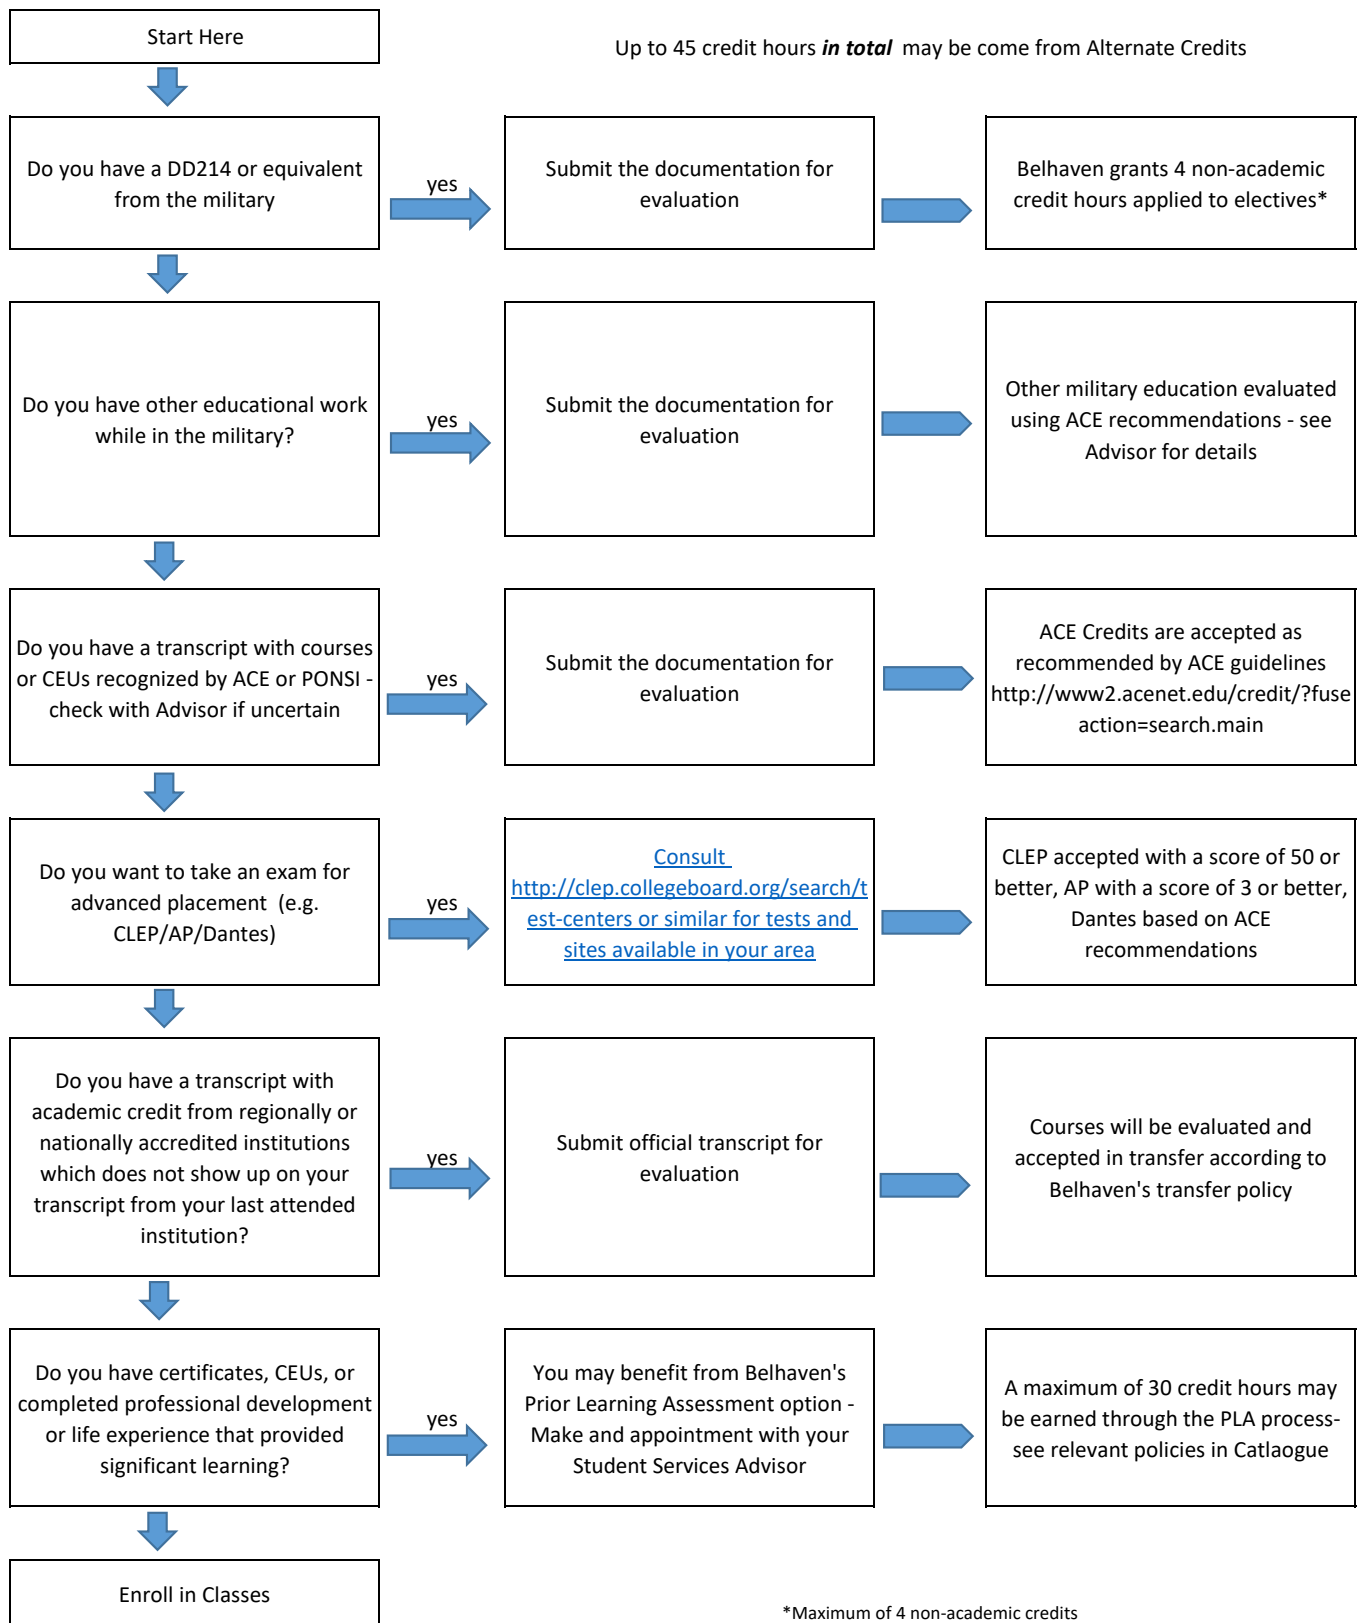 Start Here
Up to 45 credit hours in total may be come from Alternate Credits
Do you have a DD214 or equivalent
from the military
yes
Submit the documentation for
evaluation
Belhaven grants 4 non-academic
credit hours applied to electives*
Do you have other educational work
while in the military?
yes
Submit the documentation for
evaluation
Other military education evaluated
using ACE recommendations - see
Advisor for details
Do you have a transcript with courses
or CEUs recognized by ACE or PONSI -
check with Advisor if uncertain
yes
Submit the documentation for
evaluation
ACE Credits are accepted as
recommended by ACE guidelines
http://www2.acenet.edu/credit/?fuse
action=search.main
Do you want to take an exam for
advanced placement (e.g.
CLEP/AP/Dantes)
yes
Consult
http://clep.collegeboard.org/search/t
est-centers or similar for tests and
sites available in your area
CLEP accepted with a score of 50 or
better, AP with a score of 3 or better,
Dantes based on ACE
recommendations
Do you have a transcript with
academic credit from regionally or
nationally accredited institutions
which does not show up on your
transcript from your last attended
institution?
yes
Submit official transcript for
evaluation
Courses will be evaluated and
accepted in transfer according to
Belhaven's transfer policy
Do you have certificates, CEUs, or
completed professional development
or life experience that provided
significant learning?
yes
You may benefit from Belhaven's
Prior Learning Assessment option -
Make and appointment with your
Student Services Advisor
A maximum of 30 credit hours may
be earned through the PLA process-
see relevant policies in Catlaogue
Enroll in Classes
*Maximum of 4 non-academic credits